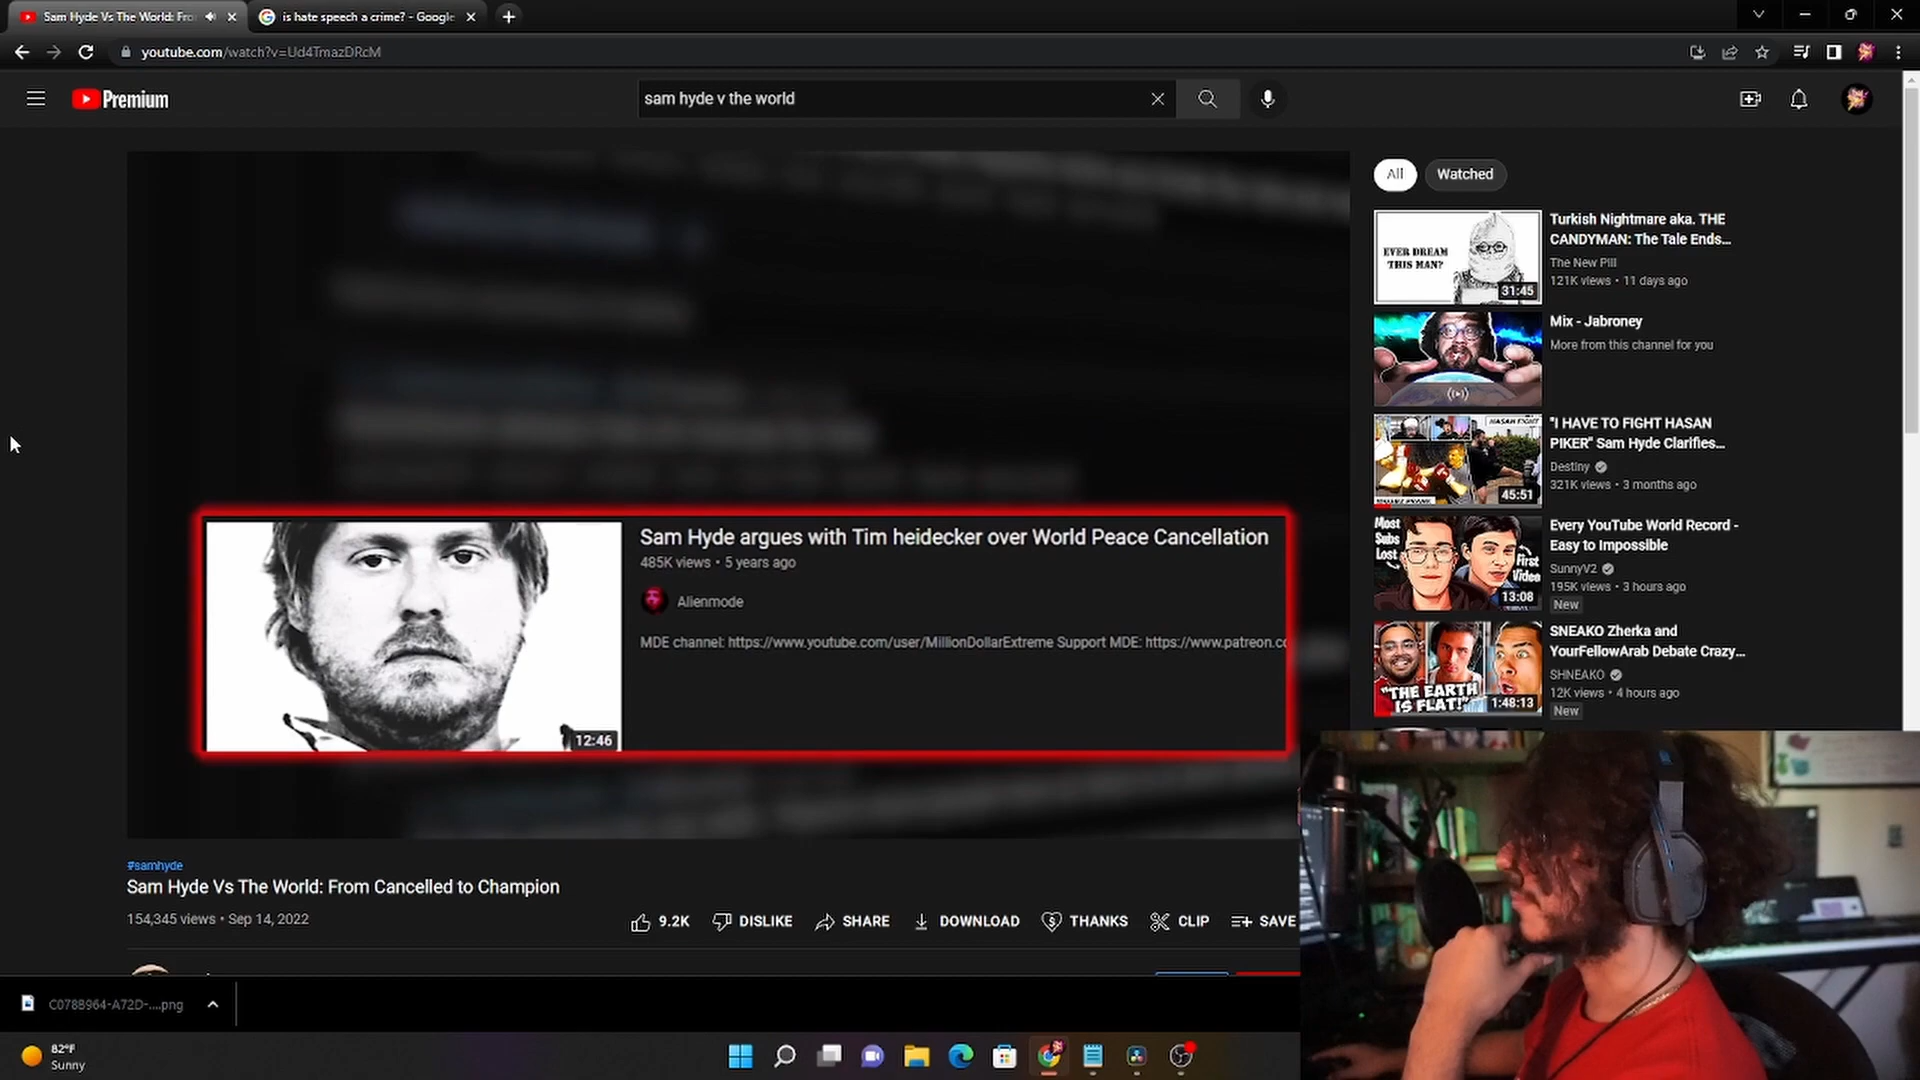 Sam Hyde Vs The World: Fro
is hate speech a crime? - Google
youtube.com/watch?v=Ud4TmazDRcM
Premium
sam hyde v the world
All
Watched
EVER DREAM
THIS MAN?
31:45
Turkish Nightmare aka. THE
CANDYMAN: The Tale Ends...
The New Pill
121K views • 11 days ago
Mix - Jabroney
More from this channel for you
HASAN FIGHT
45:51
"I HAVE TO FIGHT HASAN
PIKER" Sam Hyde Clarifies...
Destiny
321K views • 3 months ago
Most
Subs
Lost
First
Video
13:08
Every YouTube World Record -
Easy to Impossible
SunnyV2
195K views • 3 hours ago
New
"THE EARTH
IS FLAT!"
1:48:13
SNEAKO Zherka and
YourFellowArab Debate Crazy...
SHNEAKO
12K views • 4 hours ago
New
12:46
Sam Hyde argues with Tim heidecker over World Peace Cancellation
485K views • 5 years ago
Alienmode
MDE channel: https://www.youtube.com/user/MillionDollarExtreme Support MDE: https://www.patreon.co
#samhyde
Sam Hyde Vs The World: From Cancelled to Champion
154,345 views • Sep 14, 2022
9.2K
DISLIKE
SHARE
DOWNLOAD
THANKS
CLIP
SAVE
C0788964-A72D-....png
82°F
Sunny